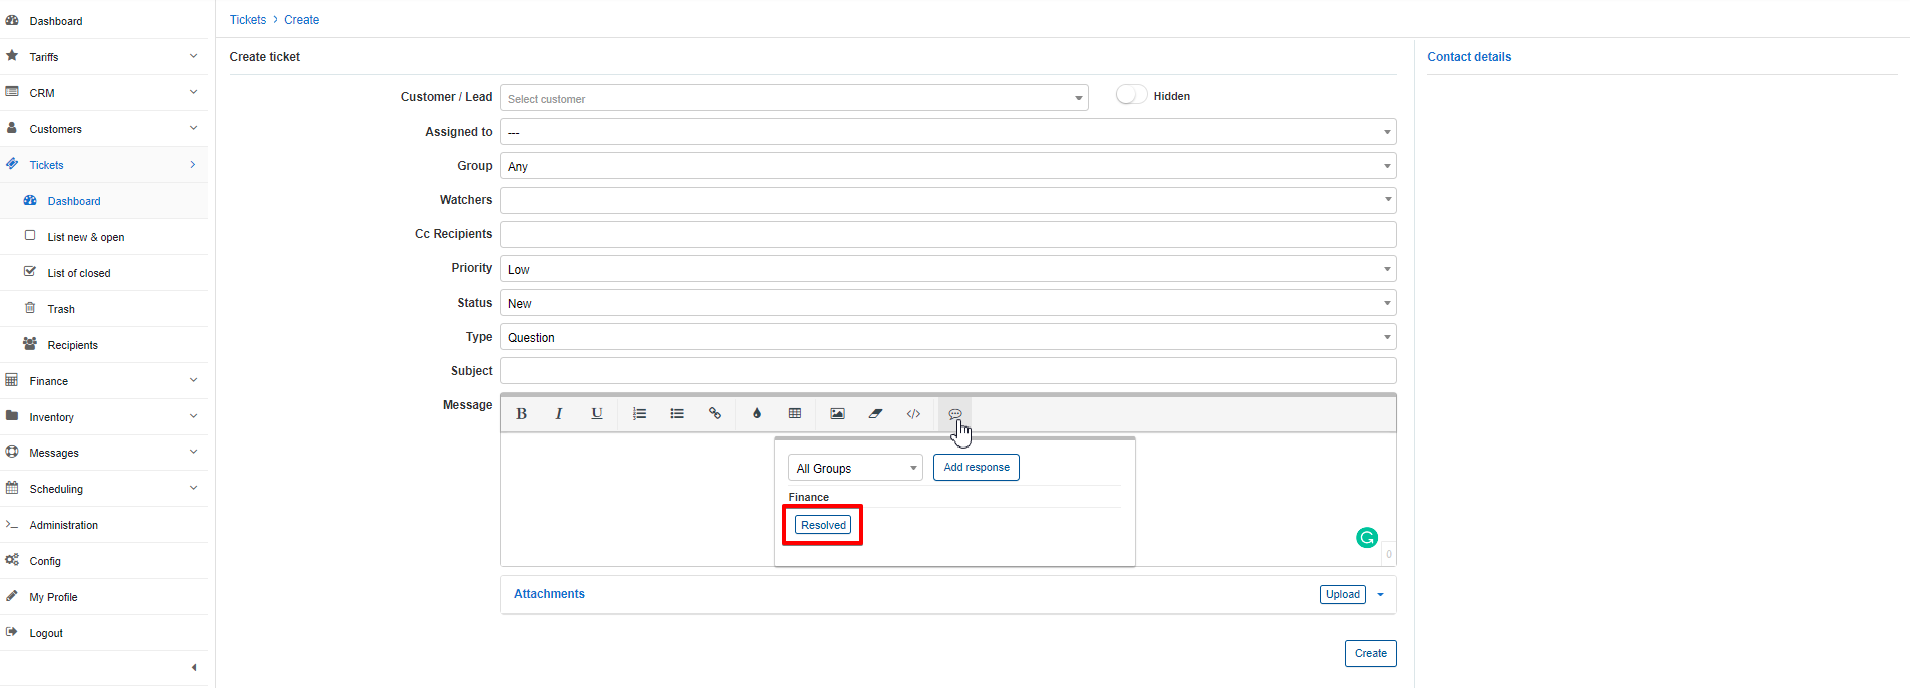 Dashboard
Tariffs
CRM
Customers
Tickets
Dashboard
List new & open
List of closed
Trash
Recipients
Finance
Inventory
Messages
Scheduling
Administration
Config
My Profile
Logout
Tickets > Create
Create ticket
Customer / Lead Select customer Hidden
Assigned to ---
Group Any
Watchers
Cc Recipients
Priority Low
Status New
Type Question
Subject
Message B I U </>
All Groups Add response
Finance
Resolved
0
Attachments Upload
Create
Contact details